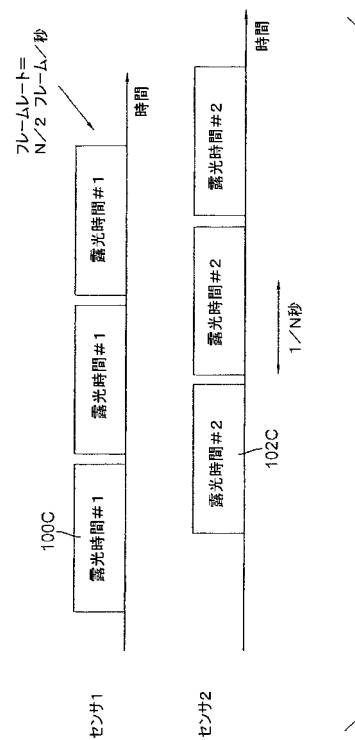 フレームレート=
N/2 フレーム/秒
センサ1
100C
露光時間#1
露光時間#1
露光時間#1
時間
センサ2
露光時間#2
露光時間#2
露光時間#2
時間
102C
1/N秒